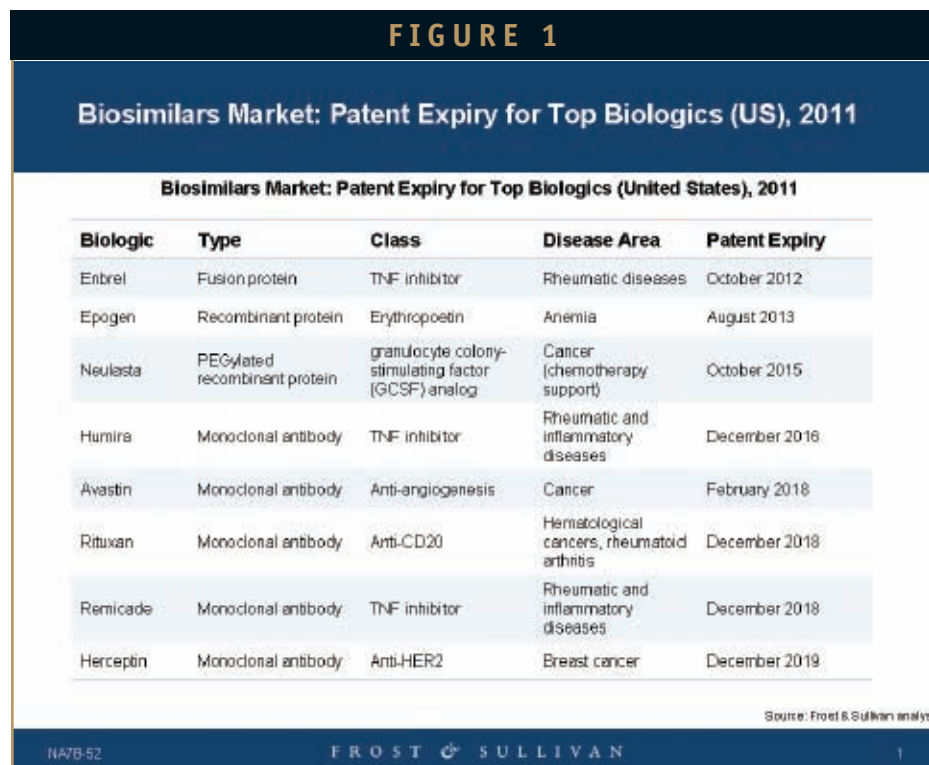 FIGURE 1
Biosimilars Market: Patent Expiry for Top Biologics (US), 2011
Biosimilars Market: Patent Expiry for Top Biologics (United States), 2011
Biologic Type Class Disease Area Patent Expiry
Enbrel Fusion protein TNF inhibitor Rheumatic diseases October 2012
Epogen Recombinant protein Erythropoetin Anemia August 2013
Neulasta PEGylated recombinant protein granulocyte colony-stimulating factor (GCSF) analog Cancer (chemotherapy support) October 2015
Humira Monoclonal antibody TNF inhibitor Rheumatic and inflammatory diseases December 2016
Avastin Monoclonal antibody Anti-angiogenesis Cancer February 2018
Rituxan Monoclonal antibody Anti-CD20 Hematological cancers, rheumatoid arthritis December 2018
Remicade Monoclonal antibody TNF inhibitor Rheumatic and inflammatory diseases December 2018
Herceptin Monoclonal antibody Anti-HER2 Breast cancer December 2019
Source: Frost & Sullivan analys
NA7B-52 FROST & SULLIVAN 1